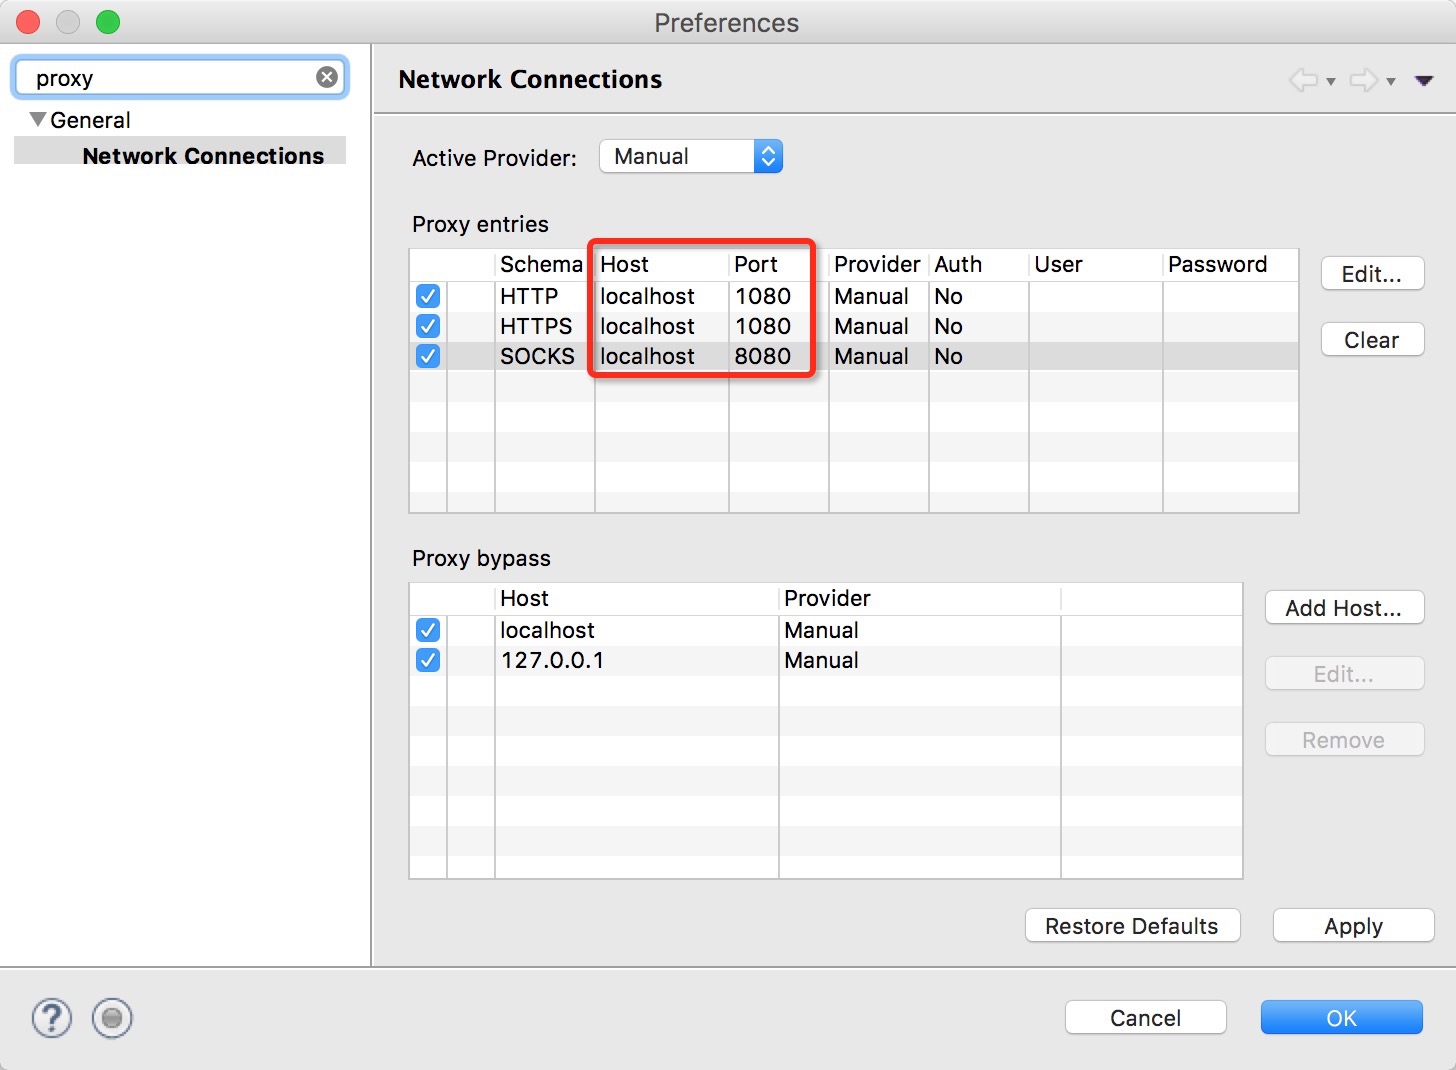 Preferences
proxy
General
Network Connections
Network Connections
Active Provider: Manual
Proxy entries
Schema Host Port Provider Auth User Password
HTTP localhost 1080 Manual No
HTTPS localhost 1080 Manual No
SOCKS localhost 8080 Manual No
Edit...
Clear
Proxy bypass
Host Provider
localhost Manual
127.0.0.1 Manual
Add Host...
Edit...
Remove
Restore Defaults Apply
? Cancel OK